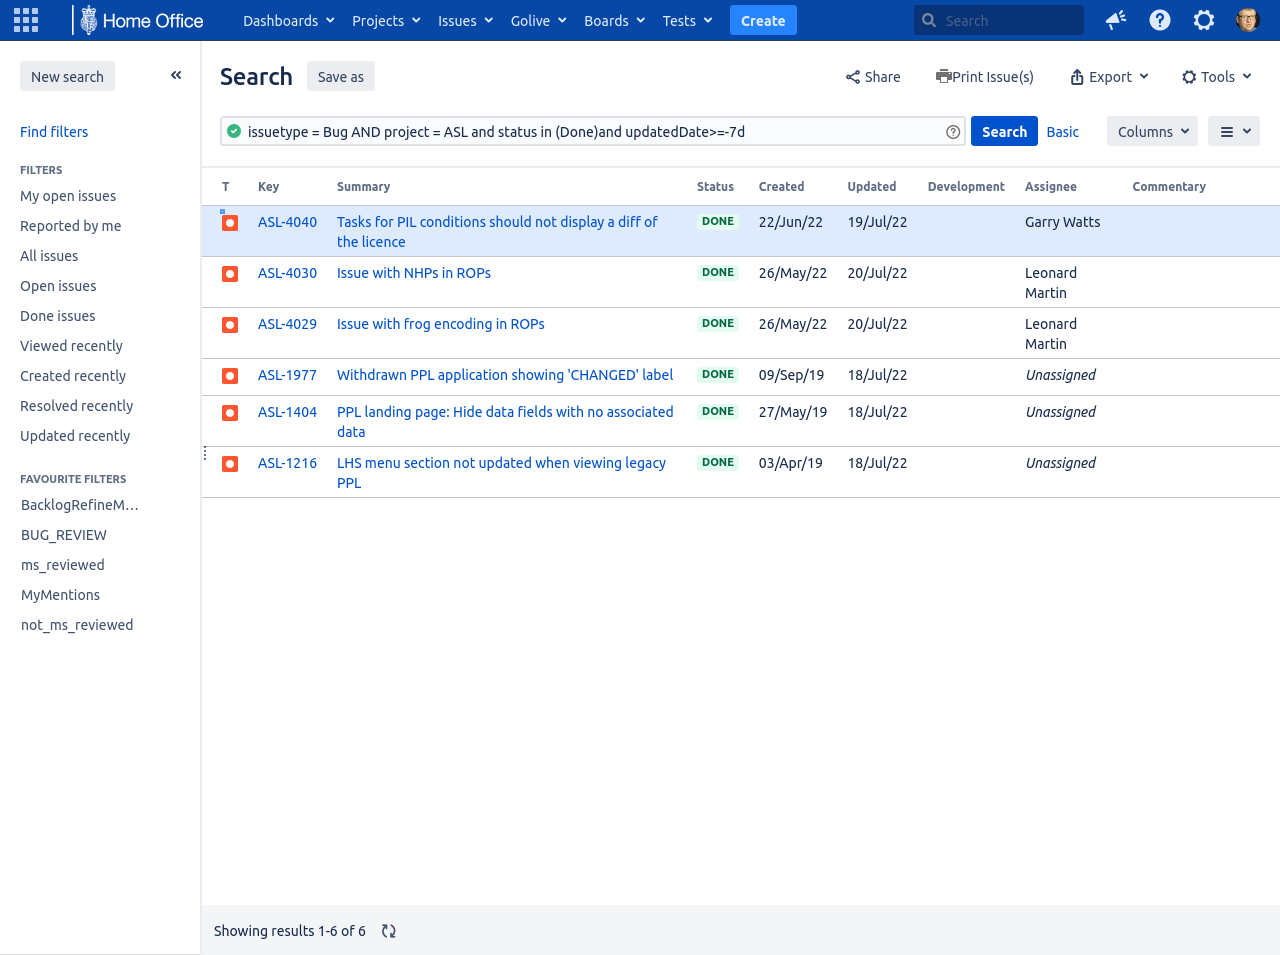 Home Office Dashboards Projects Issues Golive Boards Tests Create Search
New search
Find filters
FILTERS
My open issues
Reported by me
All issues
Open issues
Done issues
Viewed recently
Created recently
Resolved recently
Updated recently
FAVOURITE FILTERS
BacklogRefineM...
BUG_REVIEW
ms_reviewed
MyMentions
not_ms_reviewed
Search Save as Share Print Issue(s) Export Tools
issuetype = Bug AND project = ASL and status in (Done)and updatedDate>=-7d Search Basic Columns
T Key Summary Status Created Updated Development Assignee Commentary
ASL-4040 Tasks for PIL conditions should not display a diff of DONE 22/Jun/22 19/Jul/22 Garry Watts
the licence
ASL-4030 Issue with NHPs in ROPs DONE 26/May/22 20/Jul/22 Leonard
Martin
ASL-4029 Issue with frog encoding in ROPs DONE 26/May/22 20/Jul/22 Leonard
Martin
ASL-1977 Withdrawn PPL application showing 'CHANGED' label DONE 09/Sep/19 18/Jul/22 Unassigned
ASL-1404 PPL landing page: Hide data fields with no associated DONE 27/May/19 18/Jul/22 Unassigned
data
ASL-1216 LHS menu section not updated when viewing legacy DONE 03/Apr/19 18/Jul/22 Unassigned
PPL
Showing results 1-6 of 6